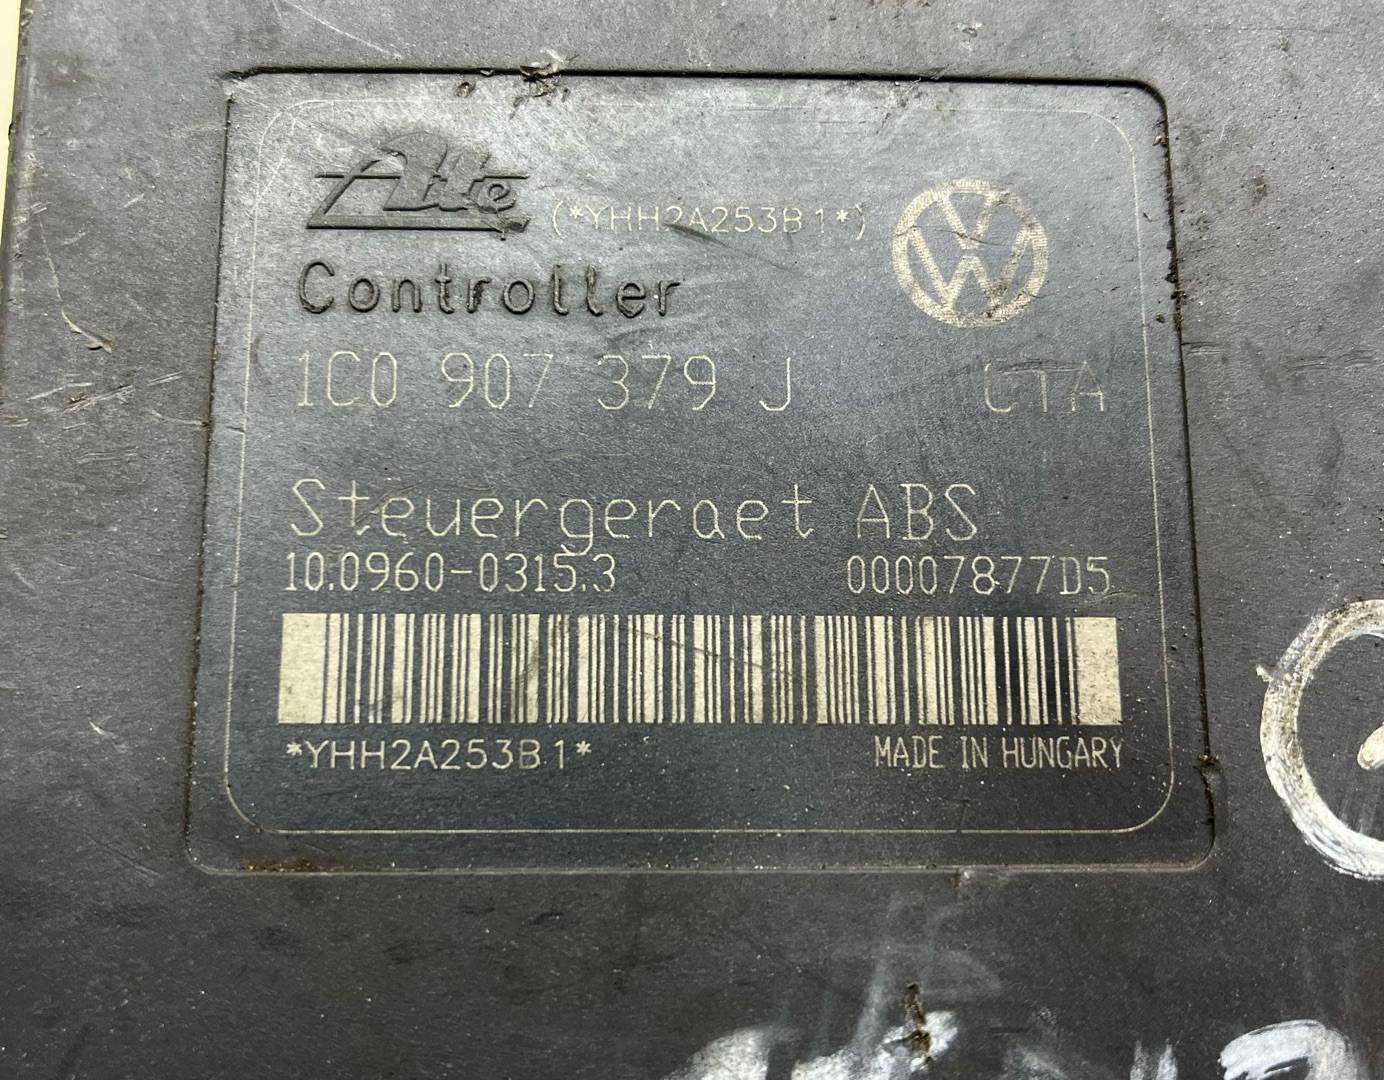 Ate (*YHH2A253B1*)
Controller
1C0 907 379 J
Steuergeraet ABS
10.0960-0315.3 00007877D5
*YHH2A253B1* MADE IN HUNGARY